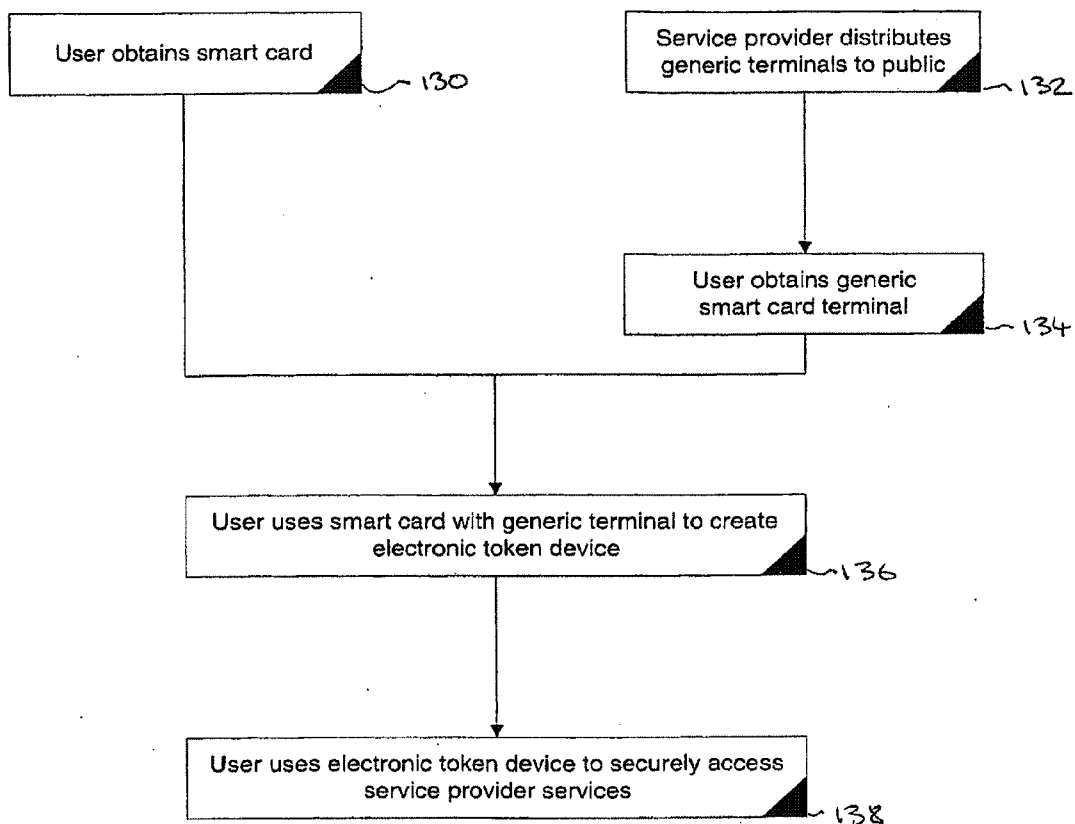 User obtains smart card
130
Service provider distributes
generic terminals to public
132
User obtains generic
smart card terminal
134
User uses smart card with generic terminal to create
electronic token device
136
User uses electronic token device to securely access
service provider services
138